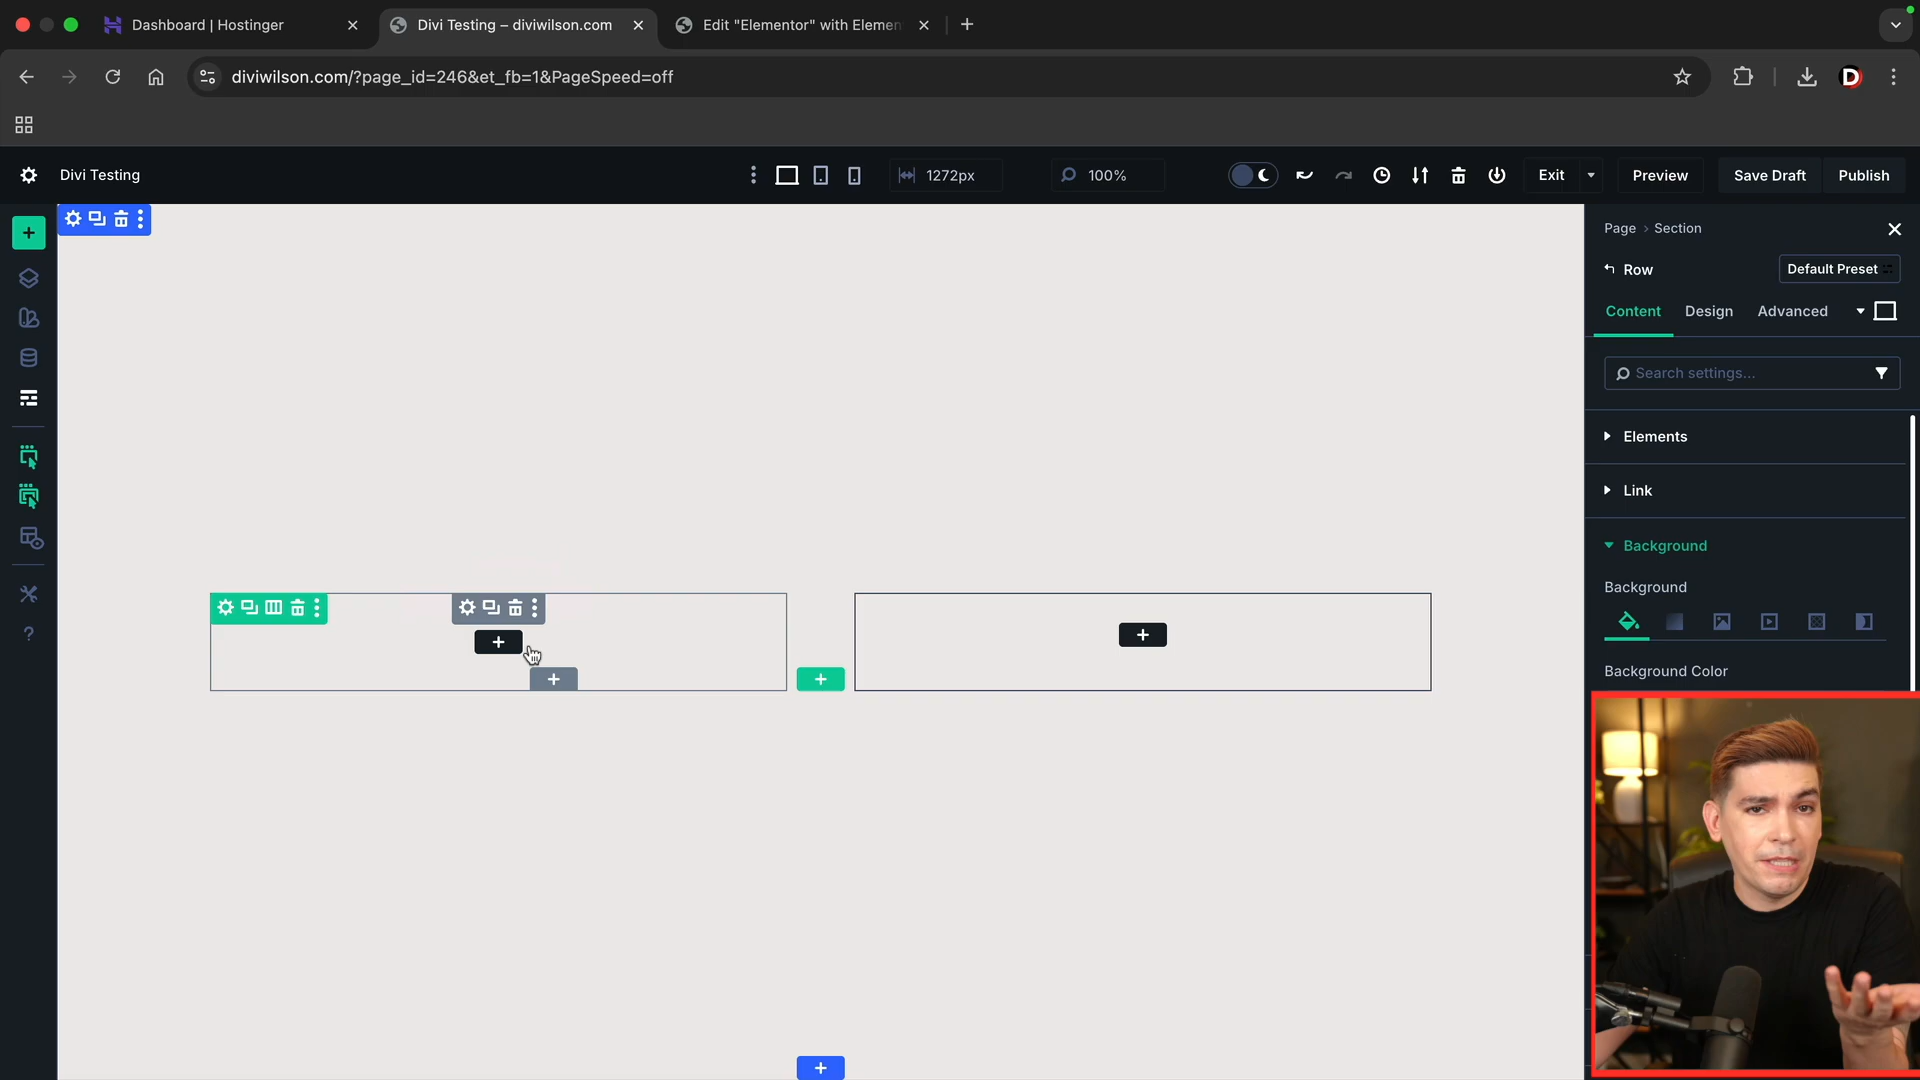 Dashboard | Hostinger
Divi Testing – diviwilson.com
Edit "Elementor" with Elemen
diviwilson.com/?page_id=246&et_fb=1&PageSpeed=off
Divi Testing
1272px
100%
Exit
Preview
Save Draft
Publish
Page › Section
Row
Default Preset
Content
Design
Advanced
Search settings...
Elements
Link
Background
Background
Background Color